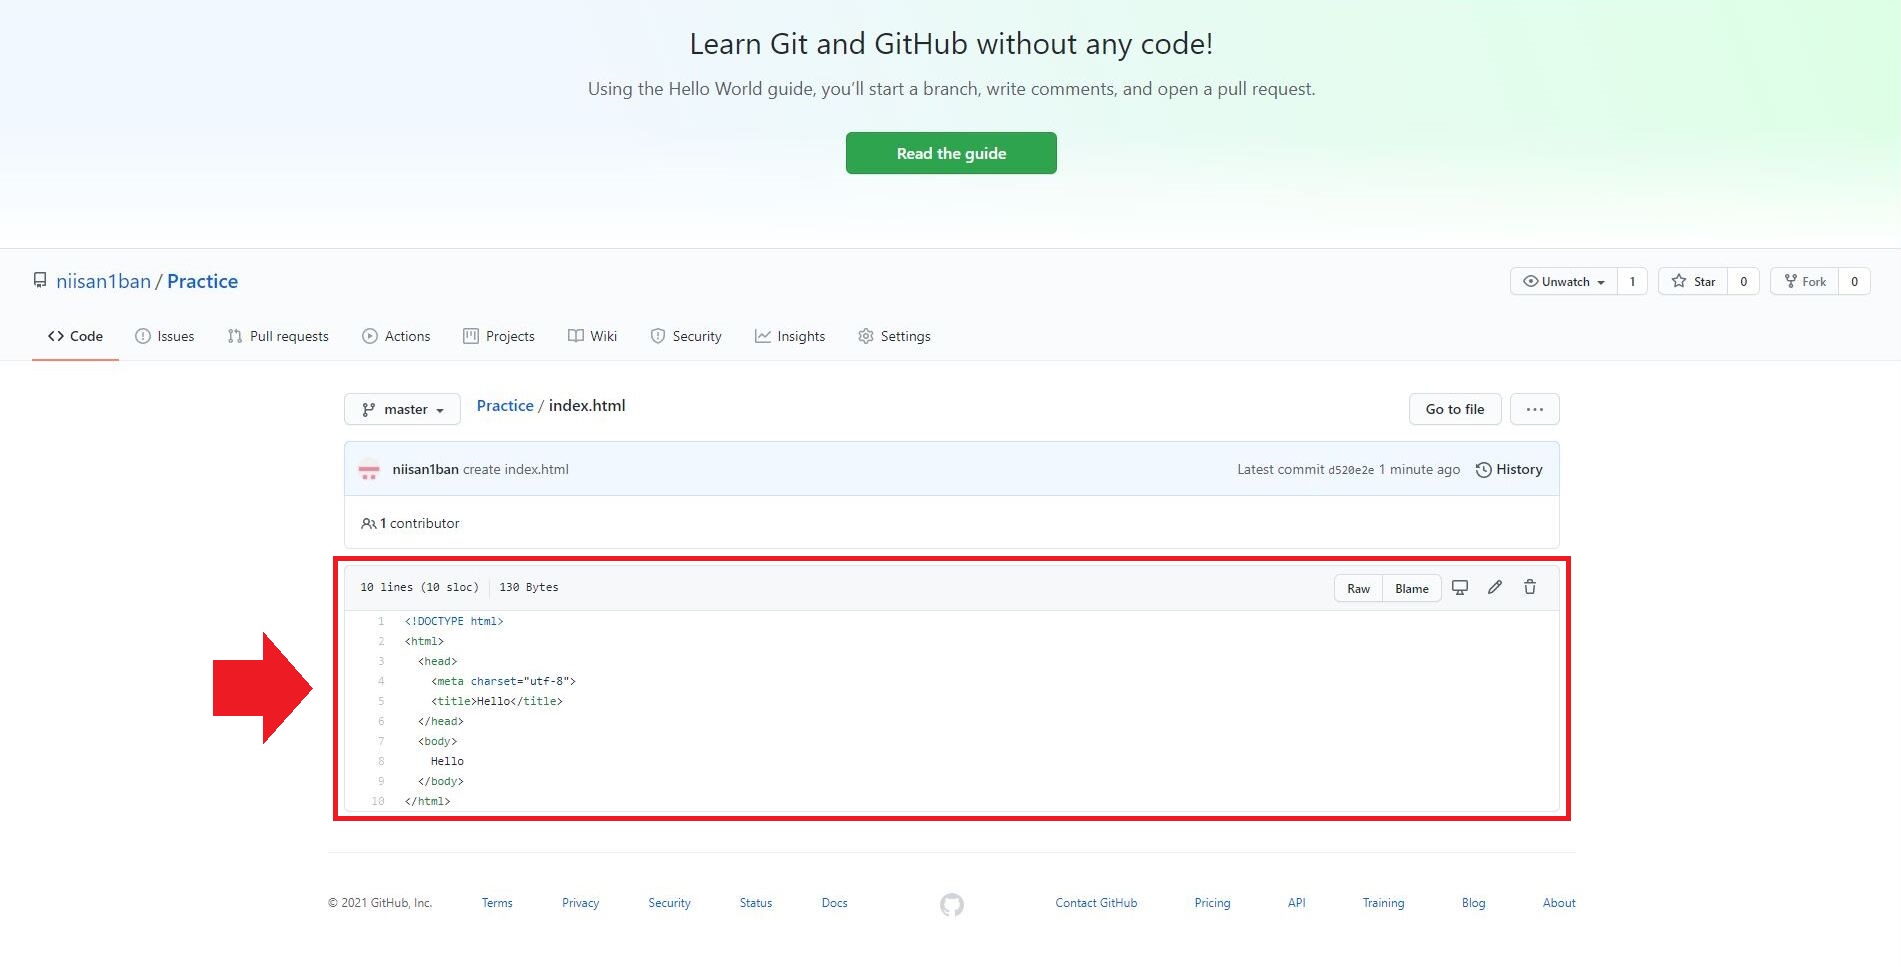 Learn Git and GitHub without any code!
Using the Hello World guide, you’ll start a branch, write comments, and open a pull request.
Read the guide
niisan1ban / Practice
Unwatch 1 Star 0 Fork 0
Code Issues Pull requests Actions Projects Wiki Security Insights Settings
master Practice / index.html Go to file ...
niisan1ban create index.html Latest commit d520e2e 1 minute ago History
1 contributor
10 lines (10 sloc) 130 Bytes Raw Blame
1 <!DOCTYPE html>
2 <html>
3   <head>
4     <meta charset="utf-8">
5     <title>Hello</title>
6   </head>
7   <body>
8     Hello
9   </body>
10 </html>
© 2021 GitHub, Inc. Terms Privacy Security Status Docs Contact GitHub Pricing API Training Blog About